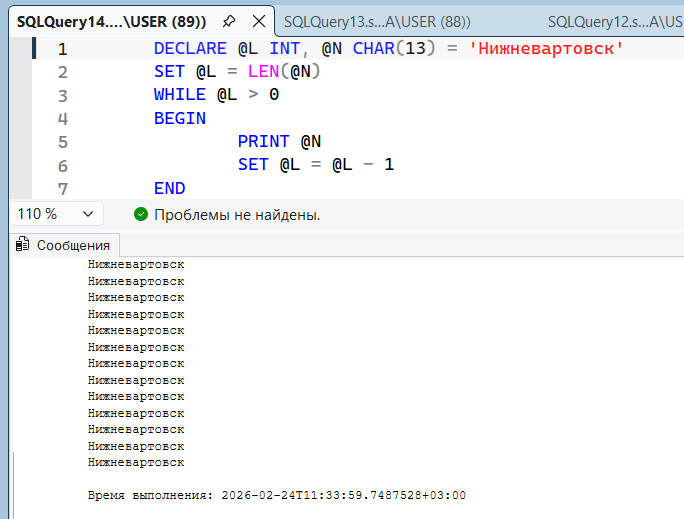 SQLQuery14....\USER (89)) SQLQuery13.s...A\USER (88)) SQLQuery12.s...A\US
1 DECLARE @L INT, @N CHAR(13) = 'Нижневартовск'
2 SET @L = LEN(@N)
3 WHILE @L > 0
4 BEGIN
5 PRINT @N
6 SET @L = @L - 1
7 END
110 % Проблемы не найдены.
Сообщения
Нижневартовск
Нижневартовск
Нижневартовск
Нижневартовск
Нижневартовск
Нижневартовск
Нижневартовск
Нижневартовск
Нижневартовск
Нижневартовск
Нижневартовск
Нижневартовск
Нижневартовск
Время выполнения: 2026-02-24T11:33:59.7487528+03:00